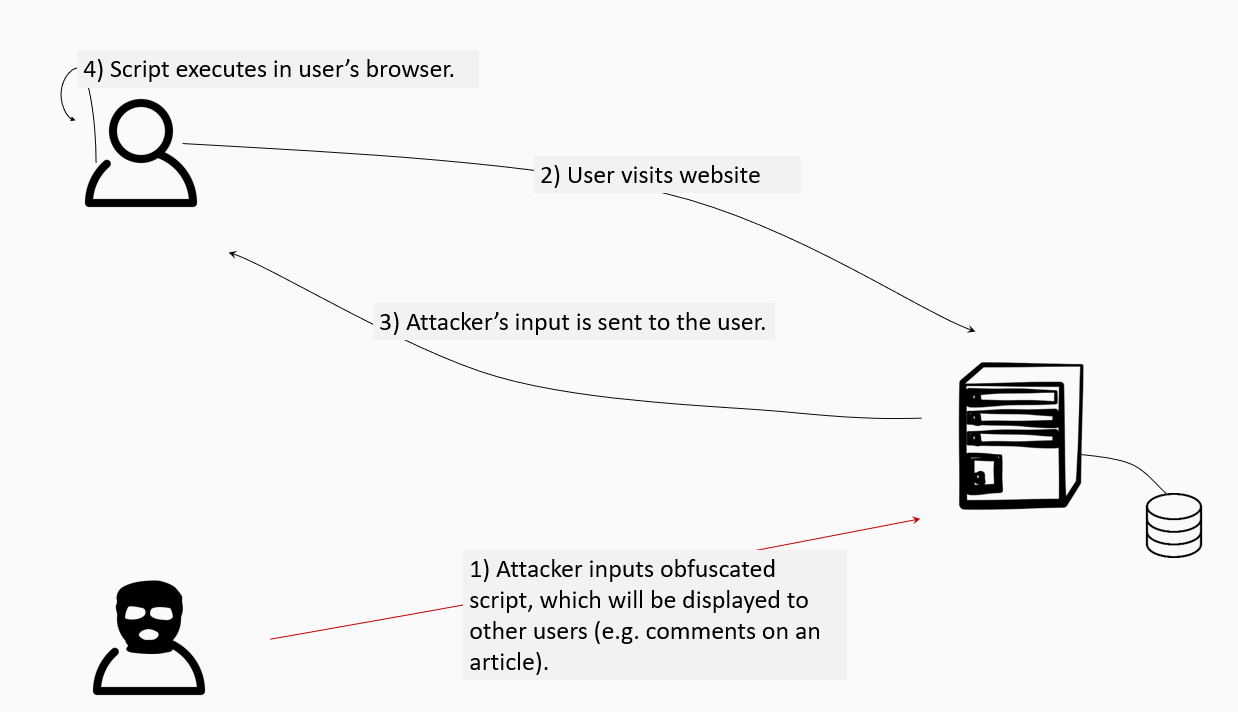 4) Script executes in user’s browser.
2) User visits website
3) Attacker’s input is sent to the user.
1) Attacker inputs obfuscated
script, which will be displayed to
other users (e.g. comments on an
article).